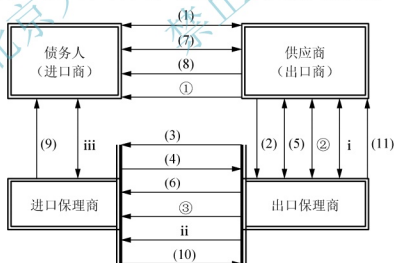 (1)
债务人
（进口商）
(7)
供应商
（出口商）
(8)
①
(9)
iii
(3)
(2)
(5)
②
i
(11)
(4)
(6)
进口保理商
③
出口保理商
ii
(10)